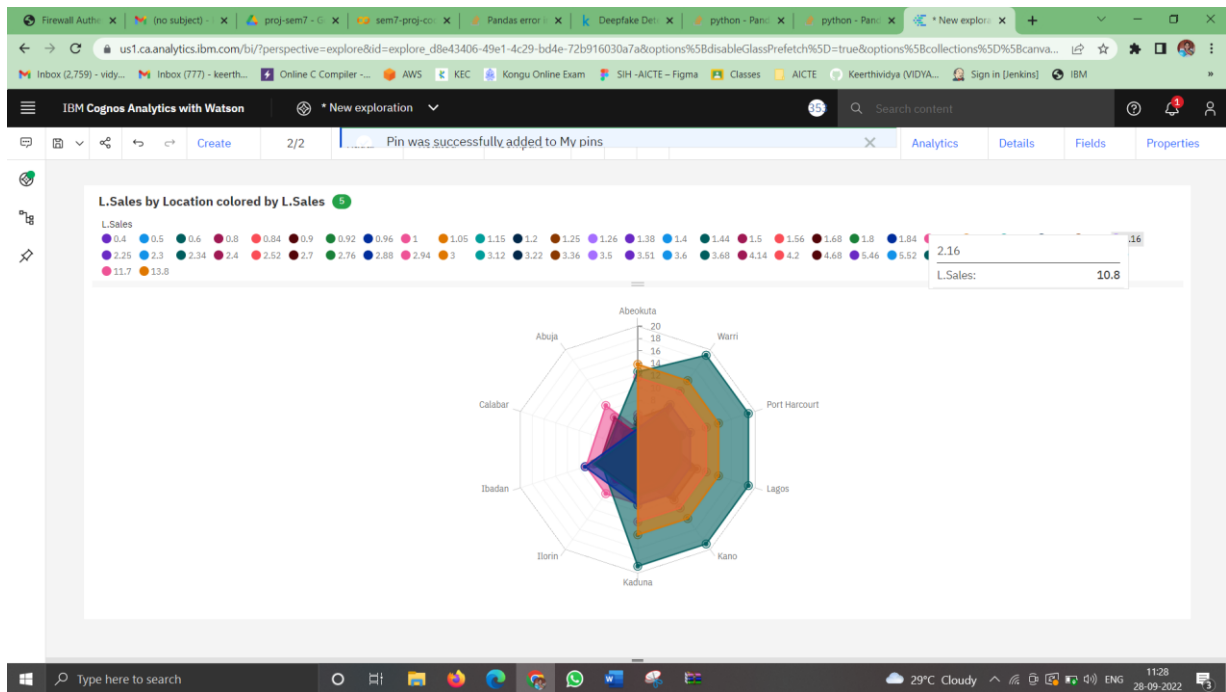 Firewall Authe (no subject) - proj-sem7 - G sem7-proj-co Pandas error i Deepfake Det python - Pand python - Pand * New explora
us1.ca.analytics.ibm.com/bi/?perspective=explore&id=explore_d8e43406-49e1-4c29-bd4e-72b916030a7a&options%5BdisableGlassPrefetch%5D=true&options%5Bcollections%5D%5Bcanva...
Inbox (2,759) - vidy... Inbox (777) - keerth... Online C Compiler -... AWS KEC Kongu Online Exam SIH -AICTE – Figma Classes AICTE Keerthividya (VIDYA... Sign in [Jenkins] IBM
IBM Cognos Analytics with Watson * New exploration 353 Search content 1
Create 2/2 Pin was successfully added to My pins Analytics Details Fields Properties
L.Sales by Location colored by L.Sales 5
L.Sales
0.4 0.5 0.6 0.8 0.84 0.9 0.92 0.96 1 1.05 1.15 1.2 1.25 1.26 1.38 1.4 1.44 1.5 1.56 1.68 1.8 1.84 .16
2.25 2.3 2.34 2.4 2.52 2.7 2.76 2.88 2.94 3 3.12 3.22 3.36 3.5 3.51 3.6 3.68 4.14 4.2 4.68 5.46 5.52
11.7 13.8
2.16
L.Sales: 10.8
Abeokuta
20
Abuja 18 Warri
16
14
12
Calabar Port Harcourt
Ibadan Lagos
Ilorin Kano
Kaduna
Type here to search 29°C Cloudy ENG 11:28
28-09-2022 3